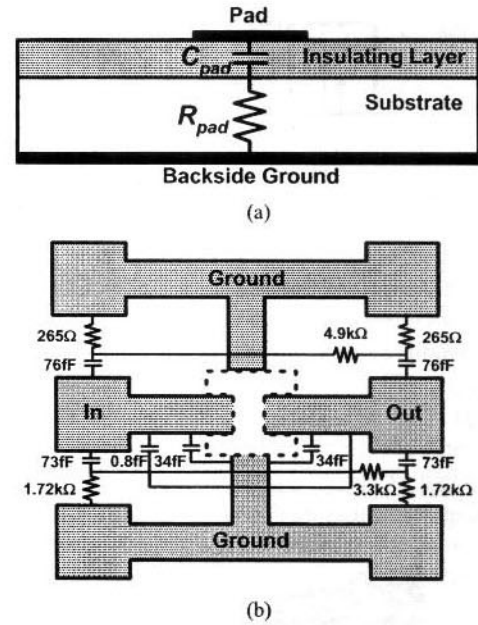 Pad
C_pad
Insulating Layer
Substrate
R_pad
Backside Ground
(a)
Ground
265Ω
4.9kΩ
265Ω
76fF
76fF
In
Out
73fF
0.8fF
34fF
34fF
73fF
1.72kΩ
3.3kΩ
1.72kΩ
Ground
(b)